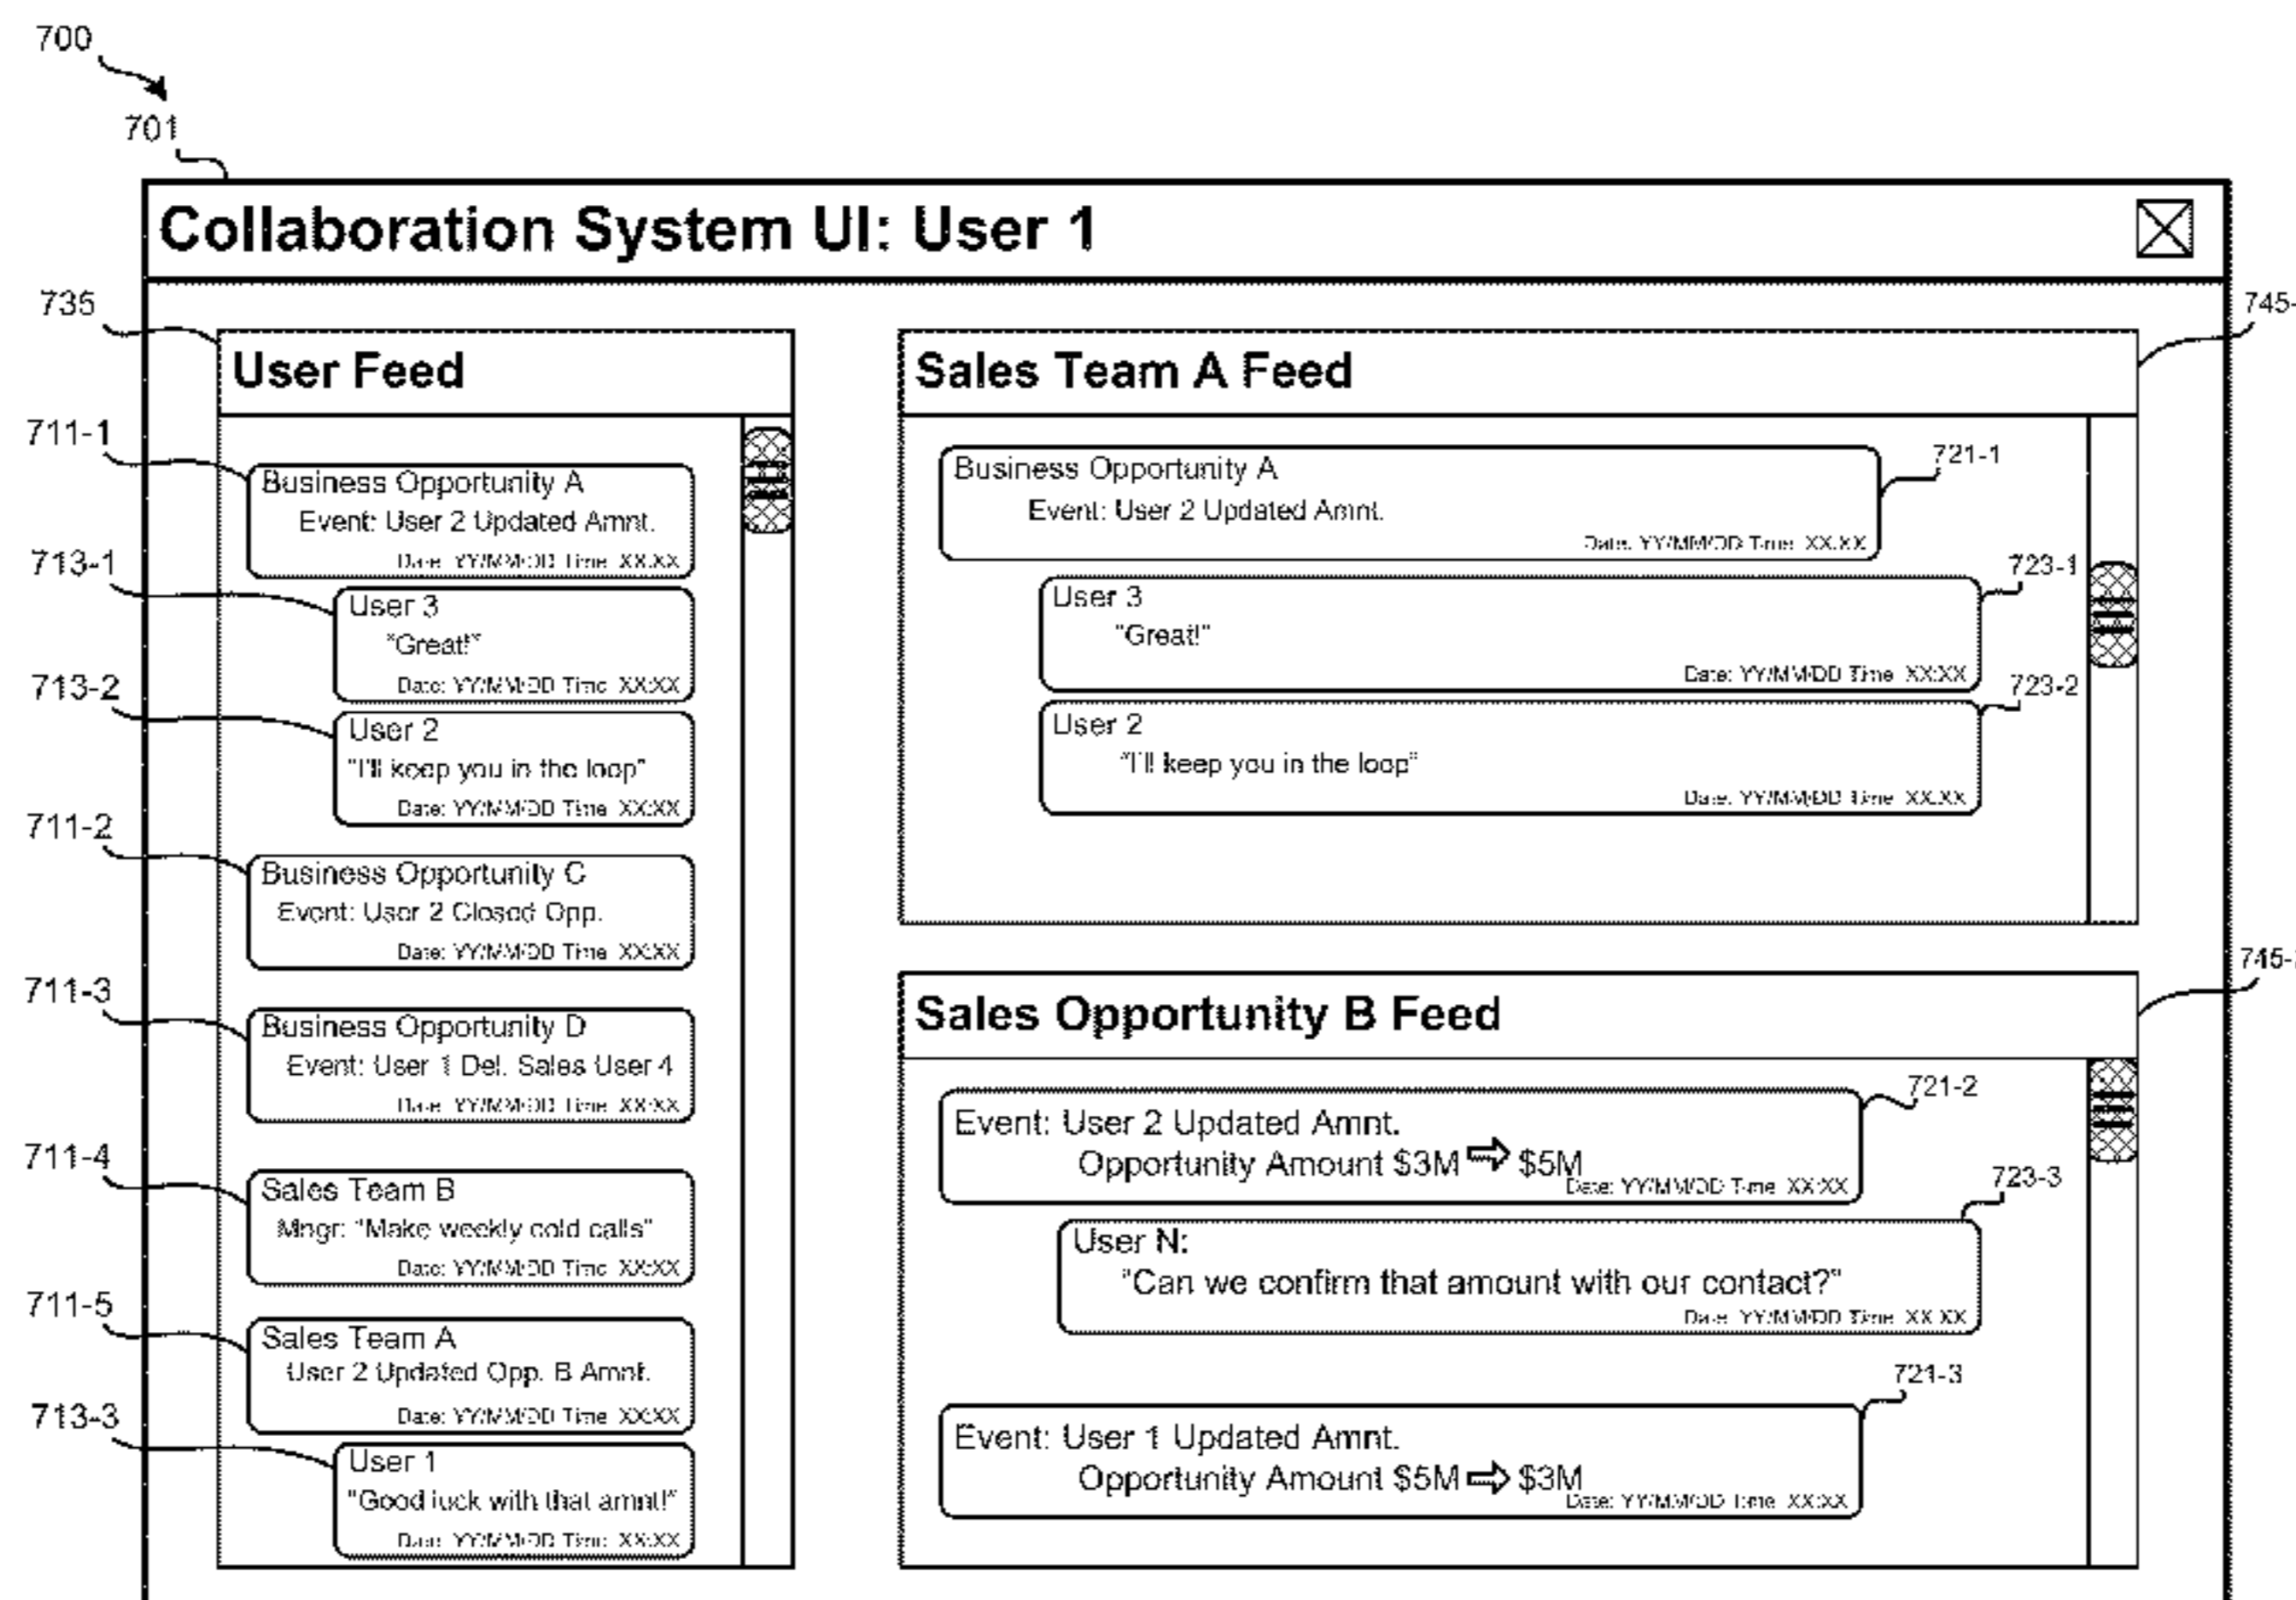 700
701
Collaboration System UI: User 1
735
User Feed
711-1
Business Opportunity A
Event: User 2 Updated Amnt.
Date: YY/MM/DD Time XX:XX
713-1
User 3
"Great!"
Date: YY/MM/DD Time XX:XX
713-2
User 2
"I'll keep you in the loop"
Date: YY/MM/DD Time XX:XX
711-2
Business Opportunity C
Event: User 2 Closed Opp.
Date: YY/MM/DD Time XX:XX
711-3
Business Opportunity D
Event: User 1 Del. Sales User 4
Date: YY/MM/DD Time XX:XX
711-4
Sales Team B
Mngr: "Make weekly cold calls"
Date: YY/MM/DD Time XX:XX
711-5
Sales Team A
User 2 Updated Opp. B Amnt.
Date: YY/MM/DD Time XX:XX
713-3
User 1
"Good luck with that amnt!"
Date: YY/MM/DD Time XX:XX
745-
Sales Team A Feed
721-1
Business Opportunity A
Event: User 2 Updated Amnt.
Date: YY/MM/DD Time XX:XX
723-1
User 3
"Great!"
Date: YY/MM/DD Time XX:XX
723-2
User 2
"I'll keep you in the loop"
Date: YY/MM/DD Time XX:XX
745-
Sales Opportunity B Feed
721-2
Event: User 2 Updated Amnt.
Opportunity Amount $3M ⇨ $5M
Date: YY/MM/DD Time XX:XX
723-3
User N:
"Can we confirm that amount with our contact?"
Date: YY/MM/DD Time XX:XX
721-3
Event: User 1 Updated Amnt.
Opportunity Amount $5M ⇨ $3M
Date: YY/MM/DD Time XX:XX